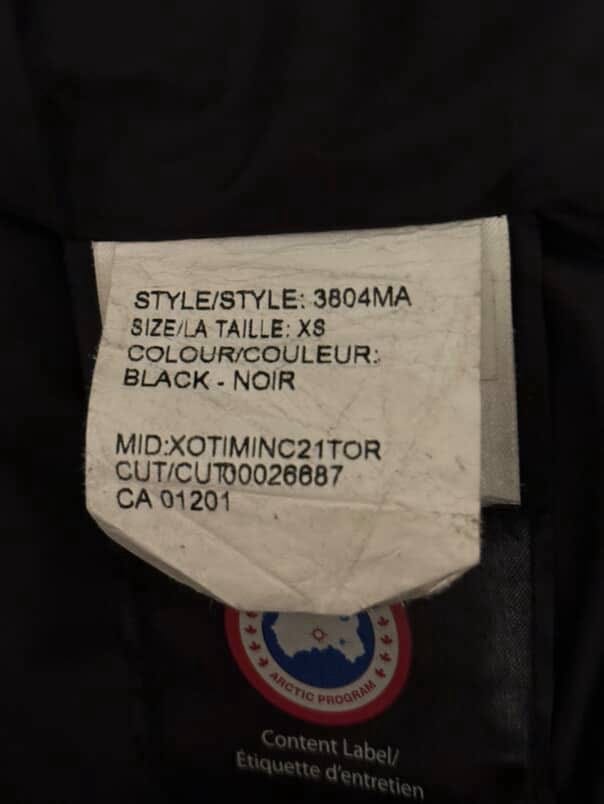 STYLE/STYLE: 3804MA
SIZE/LA TAILLE: XS
COLOUR/COULEUR:
BLACK - NOIR
MID:XOTIMINC21TOR
CUT/CUT00026687
CA 01201
ARCTIC PROGRAM
Content Label/
Étiquette d'entretien